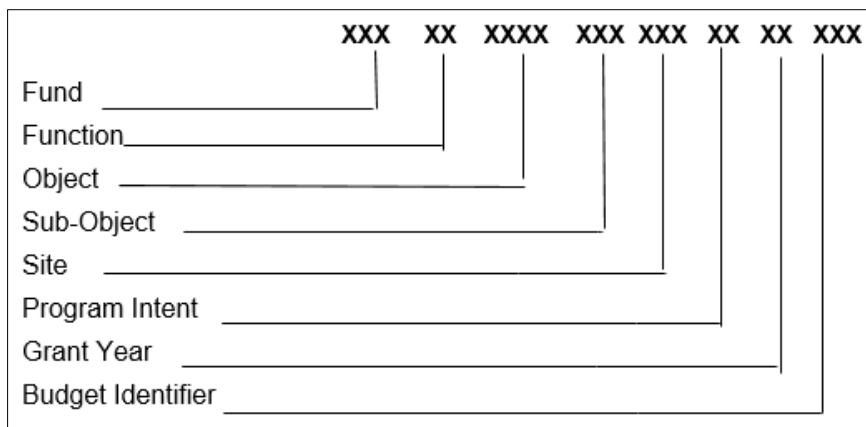 XXX XX XXXX XXX XXX XX XX XXX
Fund
Function
Object
Sub-Object
Site
Program Intent
Grant Year
Budget Identifier